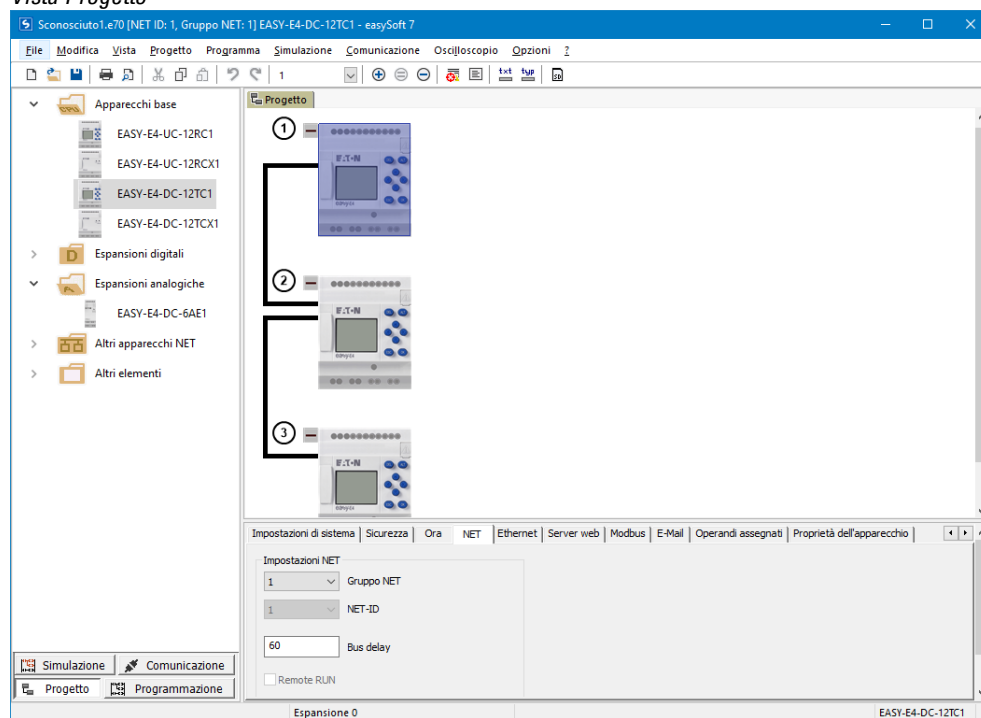 Vista Progetto
Sconosciuto1.e70 [NET ID: 1, Gruppo NET: 1] EASY-E4-DC-12TC1 - easySoft 7
File Modifica Vista Progetto Programma Simulazione Comunicazione Oscilloscopio Opzioni ?
1 txt typ SD
Apparecchi base
EASY-E4-UC-12RC1
EASY-E4-UC-12RCX1
EASY-E4-DC-12TC1
EASY-E4-DC-12TCX1
D Espansioni digitali
Espansioni analogiche
EASY-E4-DC-6AE1
Altri apparecchi NET
Altri elementi
Progetto
1
E·T·N
2
E·T·N
3
E·T·N
Impostazioni di sistema Sicurezza Ora NET Ethernet Server web Modbus E-Mail Operandi assegnati Proprietà dell'apparecchio
Impostazioni NET
1 Gruppo NET
1 NET-ID
60 Bus delay
Remote RUN
Simulazione Comunicazione
Progetto Programmazione
Espansione 0 EASY-E4-DC-12TC1